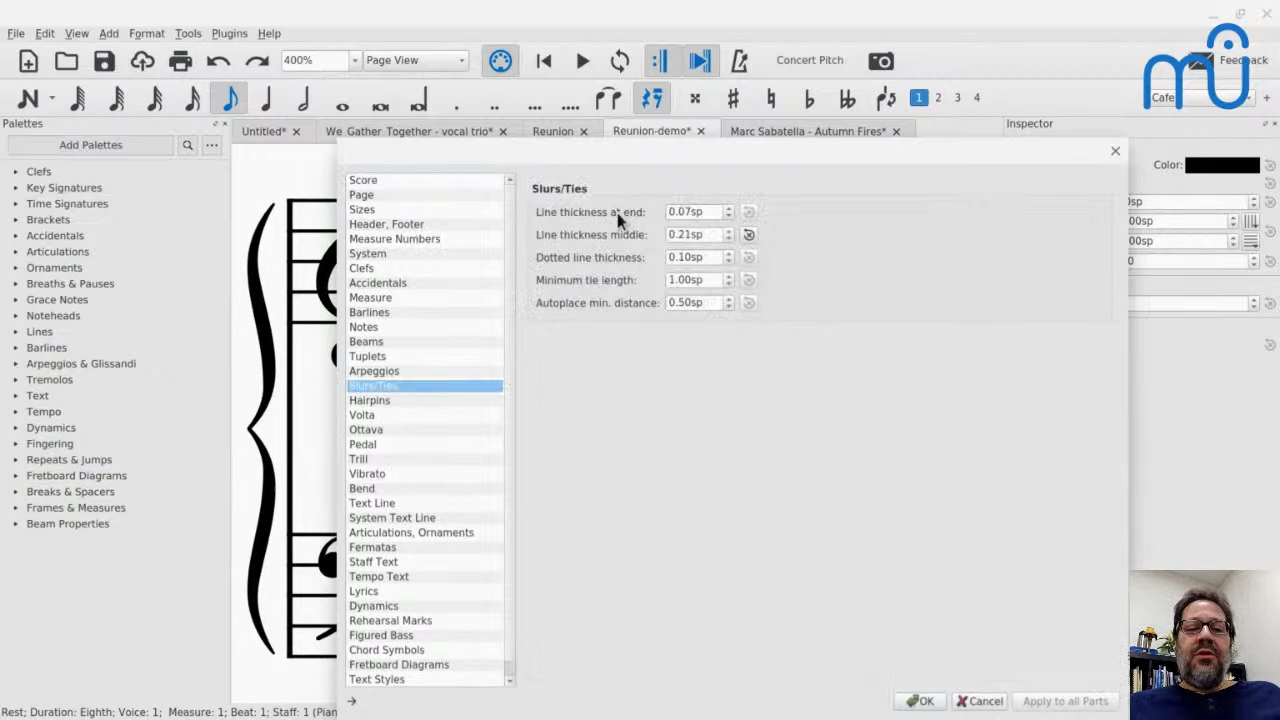 File Edit View Add Format Tools Plugins Help
400% Page View Concert Pitch Feedback
1 2 3 4
Palettes
Untitled* We_Gather_Together - vocal trio* Reunion Reunion-demo* Marc Sabatella - Autumn Fires*
Inspector
Add Palettes
Clefs
Key Signatures
Time Signatures
Brackets
Accidentals
Articulations
Ornaments
Breaths & Pauses
Grace Notes
Noteheads
Lines
Barlines
Arpeggios & Glissandi
Tremolos
Text
Tempo
Dynamics
Fingering
Repeats & Jumps
Fretboard Diagrams
Breaks & Spacers
Frames & Measures
Beam Properties
Score
Page
Sizes
Header, Footer
Measure Numbers
System
Clefs
Accidentals
Measure
Barlines
Notes
Beams
Tuplets
Arpeggios
Slurs/Ties
Hairpins
Volta
Ottava
Pedal
Trill
Vibrato
Bend
Text Line
System Text Line
Articulations, Ornaments
Fermatas
Staff Text
Tempo Text
Lyrics
Dynamics
Rehearsal Marks
Figured Bass
Chord Symbols
Fretboard Diagrams
Text Styles
Slurs/Ties
Line thickness at end: 0.07sp
Line thickness middle: 0.21sp
Dotted line thickness: 0.10sp
Minimum tie length: 1.00sp
Autoplace min. distance: 0.50sp
Color:
OK Cancel Apply to all Parts
Rest; Duration: Eighth; Voice: 1; Measure: 1; Beat: 1; Staff: 1 (Pian